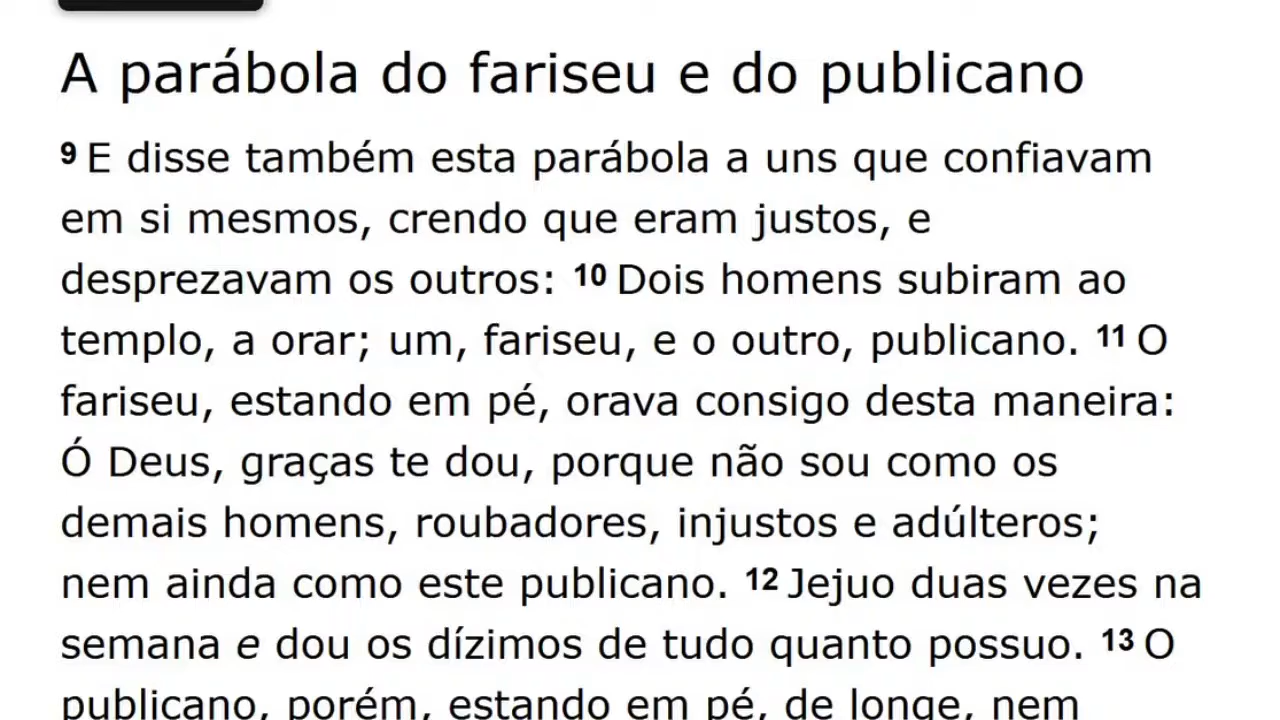 A parábola do fariseu e do publicano
9 E disse também esta parábola a uns que confiavam
em si mesmos, crendo que eram justos, e
desprezavam os outros: 10 Dois homens subiram ao
templo, a orar; um, fariseu, e o outro, publicano. 11 O
fariseu, estando em pé, orava consigo desta maneira:
Ó Deus, graças te dou, porque não sou como os
demais homens, roubadores, injustos e adúlteros;
nem ainda como este publicano. 12 Jejuo duas vezes na
semana e dou os dízimos de tudo quanto possuo. 13 O
publicano, porém, estando em pé, de longe, nem